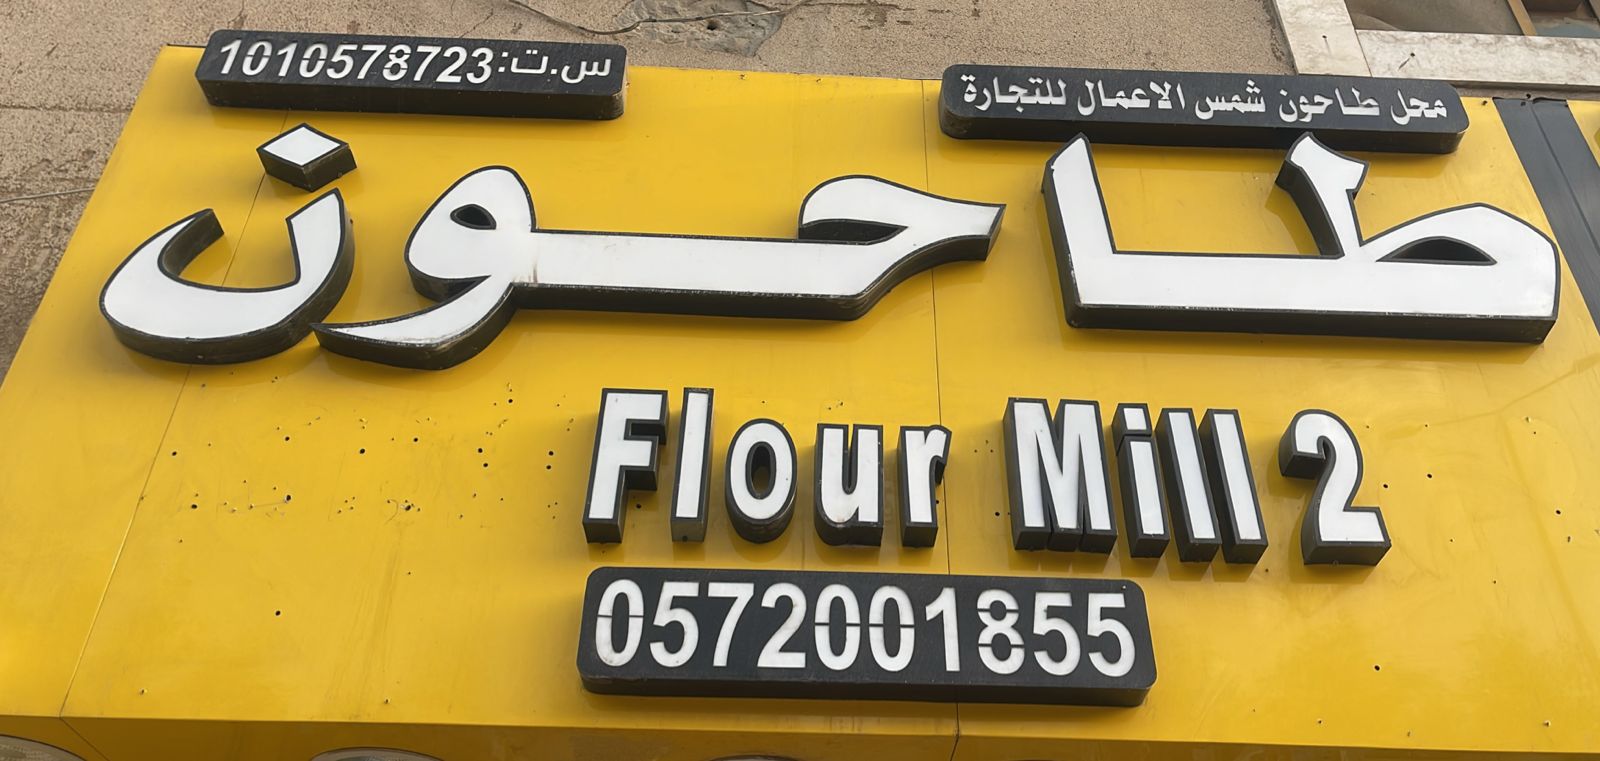 محل طاحون شمس الاعمال للتجارة
س.ت:1010578723
طاحون
Flour Mill 2
0572001855